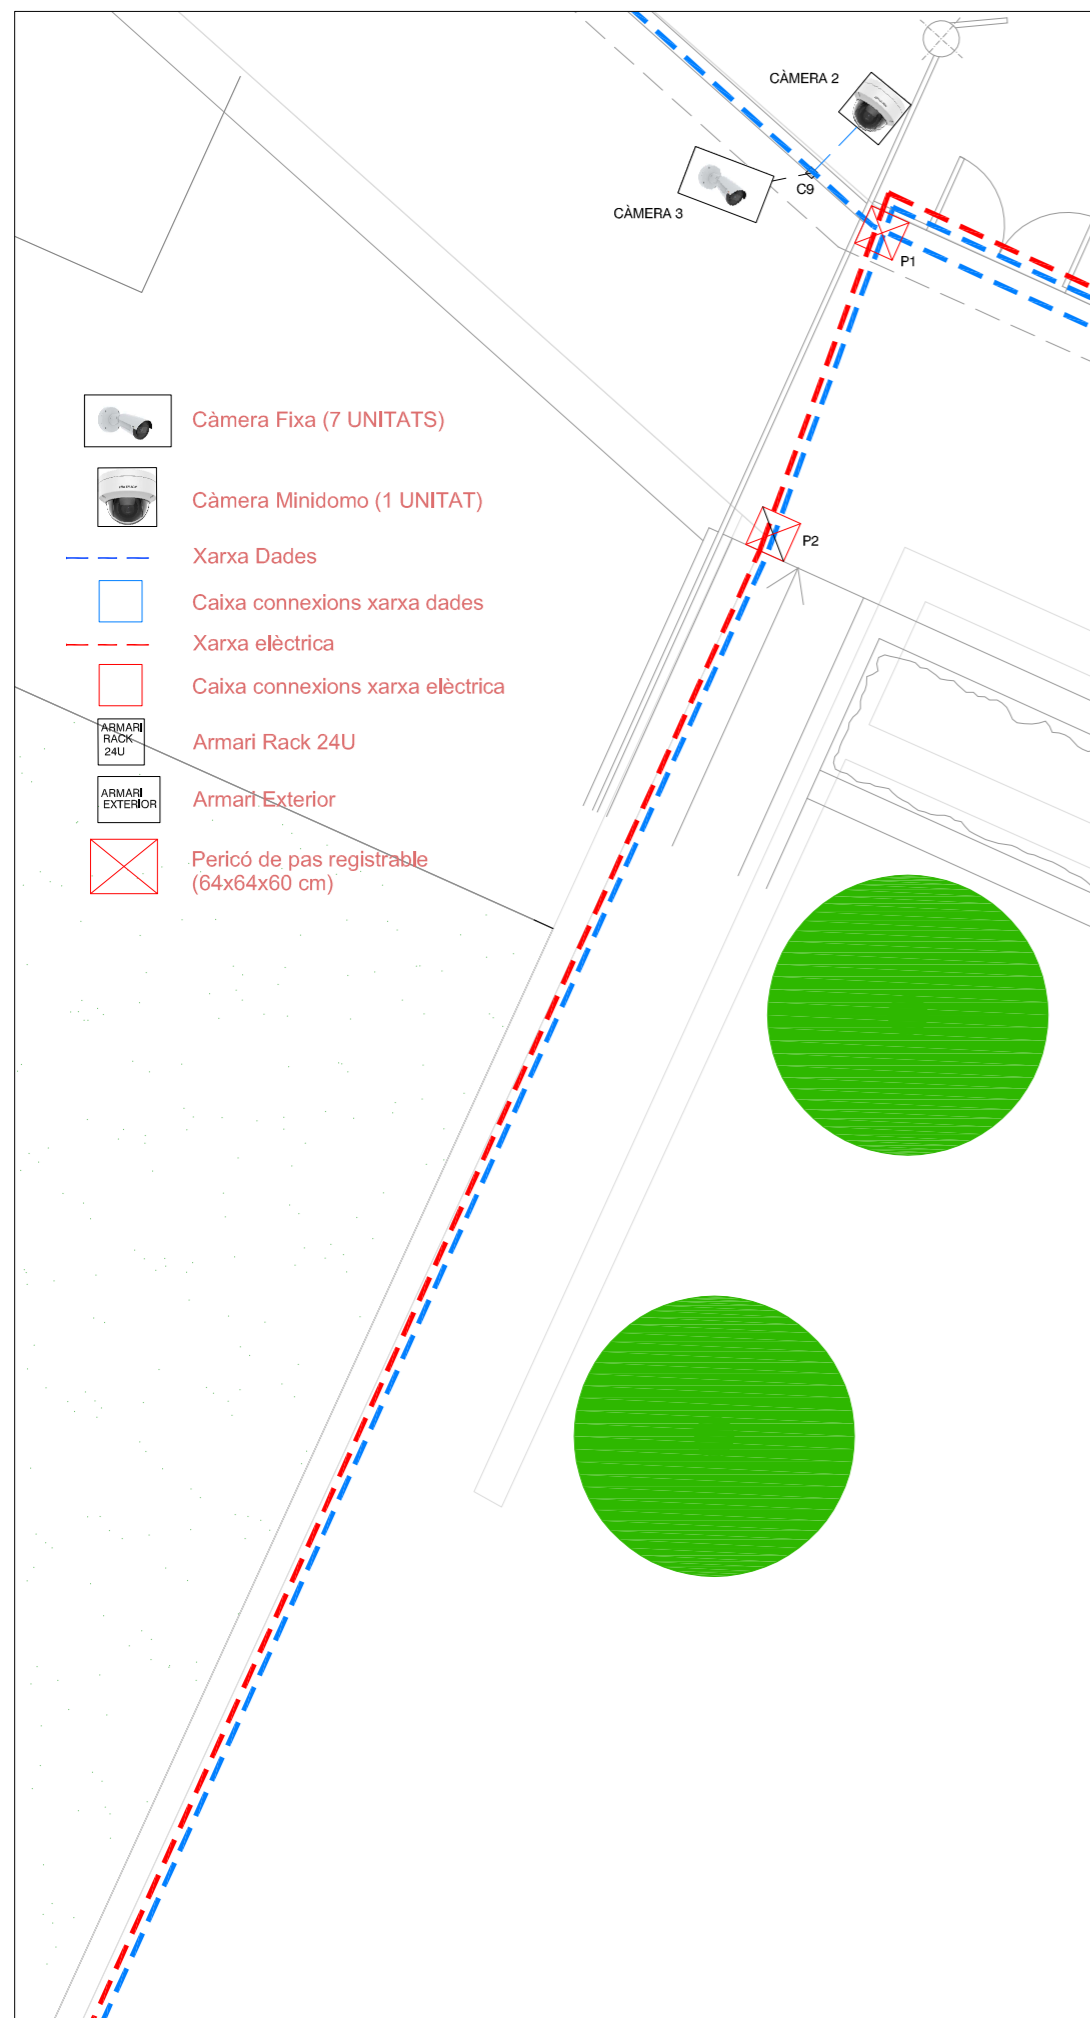 CÀMERA 2
CÀMERA 3
C9
P1
P2
Càmera Fixa (7 UNITATS)
Càmera Minidomo (1 UNITAT)
Xarxa Dades
Caixa connexions xarxa dades
Xarxa elèctrica
Caixa connexions xarxa elèctrica
ARMARI
RACK
24U
Armari Rack 24U
ARMARI
EXTERIOR
Armari Exterior
Pericó de pas registrable
(64x64x60 cm)